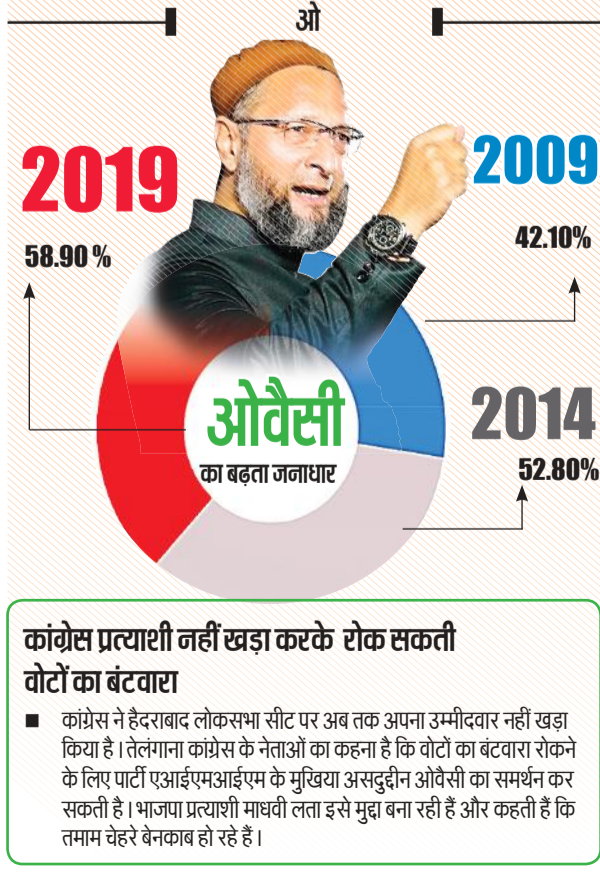 ओ
2019
58.90 %
2009
42.10%
2014
52.80%
ओवैसी
का बढ़ता जनाधार
कांग्रेस प्रत्याशी नहीं खड़ा करके रोक सकती
वोटों का बंटवारा
■ कांग्रेस ने हैदराबाद लोकसभा सीट पर अब तक अपना उम्मीदवार नहीं खड़ा
किया है। तेलंगाना कांग्रेस के नेताओं का कहना है कि वोटों का बंटवारा रोकने
के लिए पार्टी एआईएमआईएम के मुखिया असदुद्दीन ओवैसी का समर्थन कर
सकती है। भाजपा प्रत्याशी माधवी लता इसे मुद्दा बना रही हैं और कहती हैं कि
तमाम चेहरे बेनकाब हो रहे हैं।